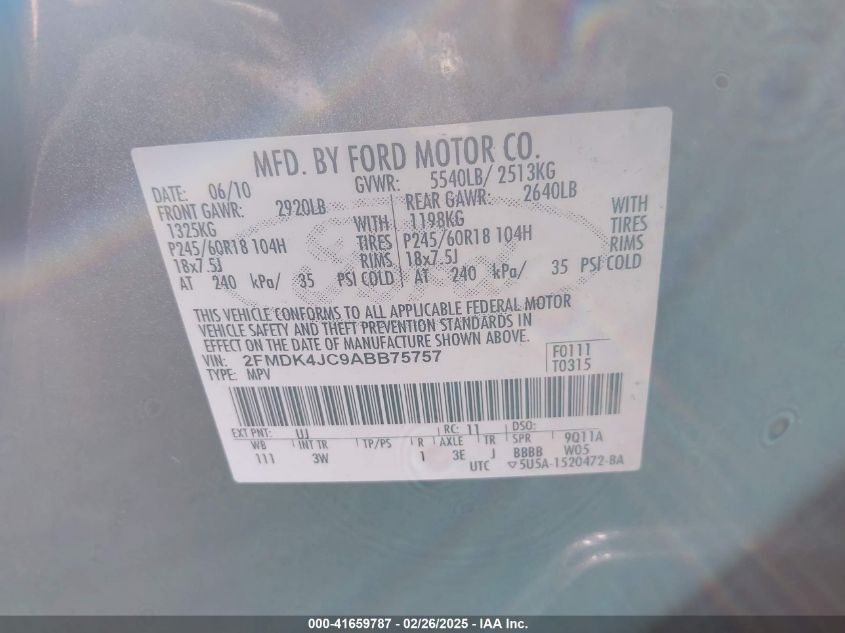 MFD. BY FORD MOTOR CO.
DATE: 06/10 GVWR: 5540LB/ 2513KG
FRONT GAWR: 2920LB REAR GAWR: 2640LB
1325KG WITH 1198KG WITH
P245/60R18 104H TIRES P245/60R18 104H TIRES
18x7.5J RIMS 18x7.5J RIMS
AT 240 kPa/ 35 PSI COLD AT 240 kPa/ 35 PSI COLD
THIS VEHICLE CONFORMS TO ALL APPLICABLE FEDERAL MOTOR
VEHICLE SAFETY AND THEFT PREVENTION STANDARDS IN
EFFECT ON THE DATE OF MANUFACTURE SHOWN ABOVE.
VIN: 2FMDK4JC9ABB75757 F0111
TYPE: MPV T0315
EXT PNT: UJ RC: 11 DSO:
WB INT TR TP/PS R AXLE TR SPR 9Q11A
111 3W 1 3E J BBBB W05
UTC ▽5U5A-1520472-BA
000-41659787 - 02/26/2025 - IAA Inc.